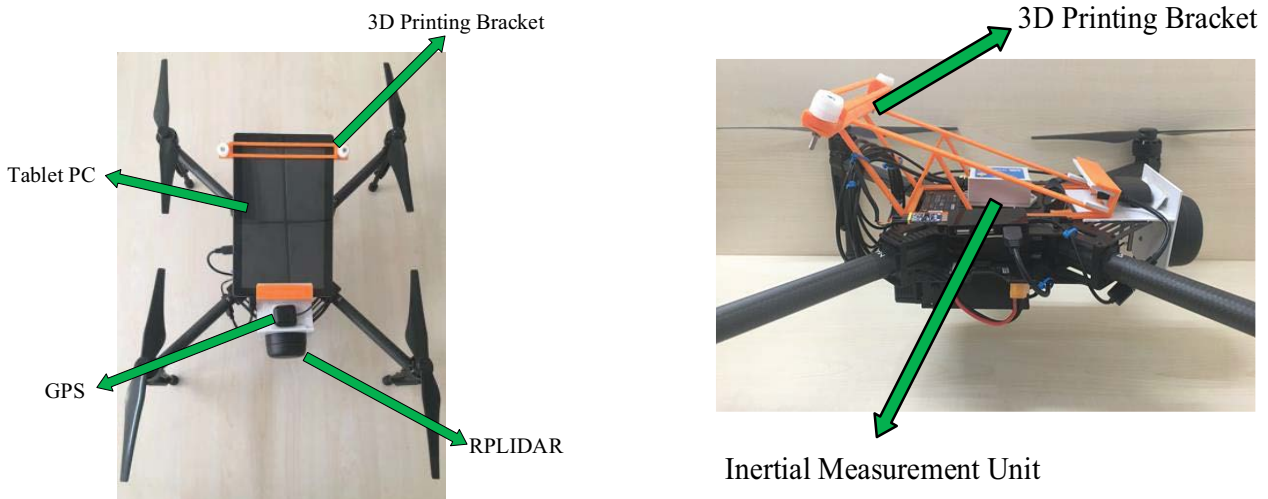 3D Printing Bracket
Tablet PC
GPS
RPLIDAR
3D Printing Bracket
Inertial Measurement Unit